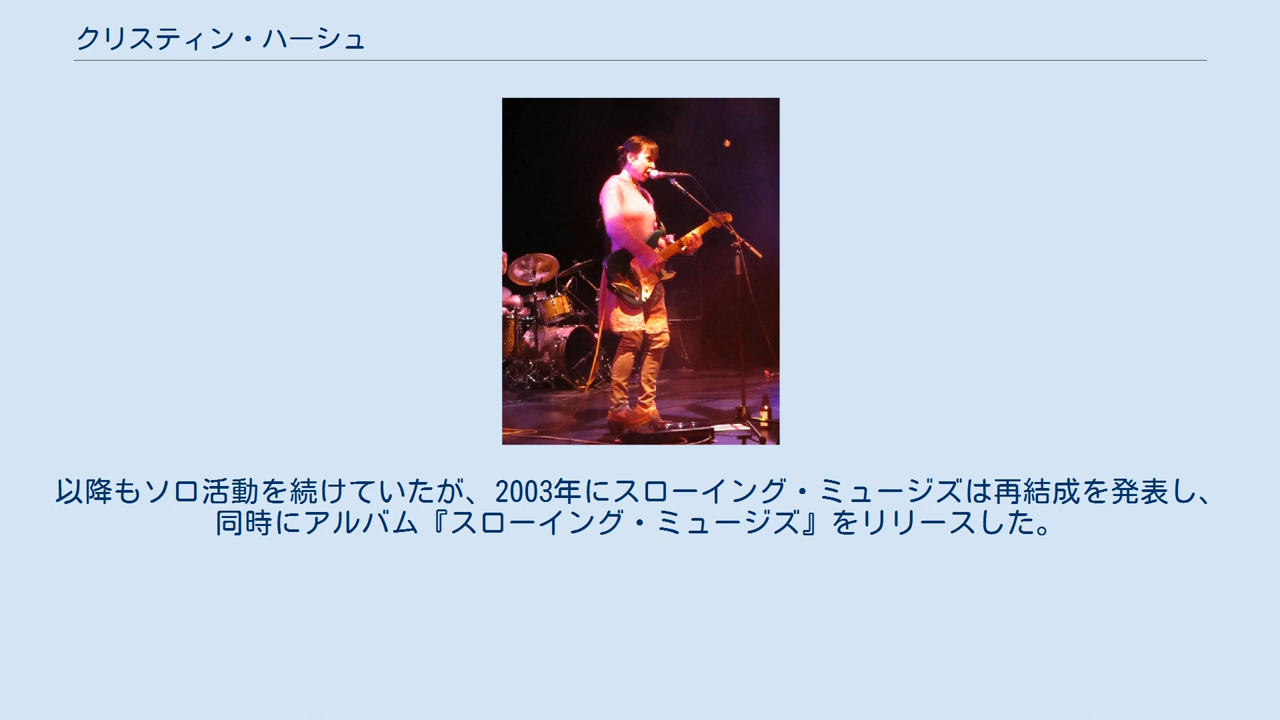 クリスティン・ハーシュ
以降もソロ活動を続けていたが、2003年にスローイング・ミュージズは再結成を発表し、
同時にアルバム『スローイング・ミュージズ』をリリースした。